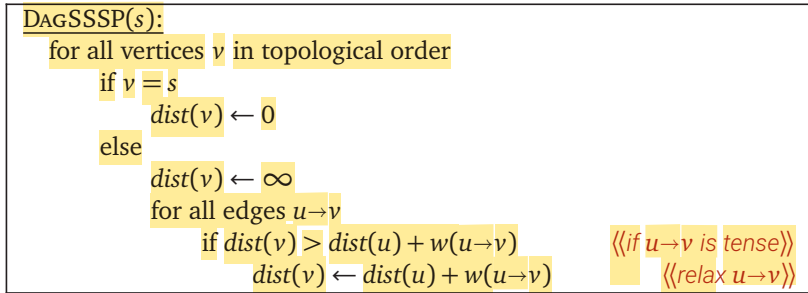 DAGSSSP(s):
for all vertices v in topological order
if v = s
dist(v) ← 0
else
dist(v) ← ∞
for all edges u→v
if dist(v) > dist(u) + w(u→v) ⟨⟨if u→v is tense⟩⟩
dist(v) ← dist(u) + w(u→v) ⟨⟨relax u→v⟩⟩